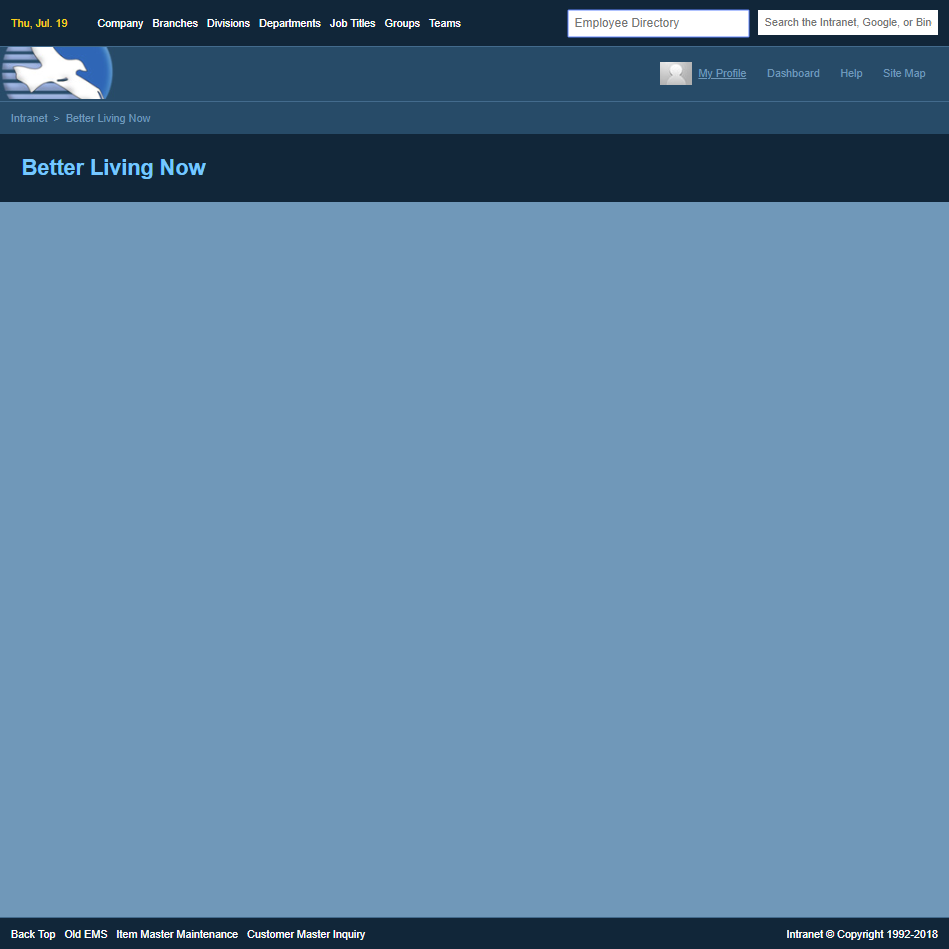 Thu, Jul. 19 Company Branches Divisions Departments Job Titles Groups Teams Employee Directory Search the Intranet, Google, or Bin
My Profile Dashboard Help Site Map
Intranet > Better Living Now
Better Living Now
Back Top Old EMS Item Master Maintenance Customer Master Inquiry Intranet © Copyright 1992-2018